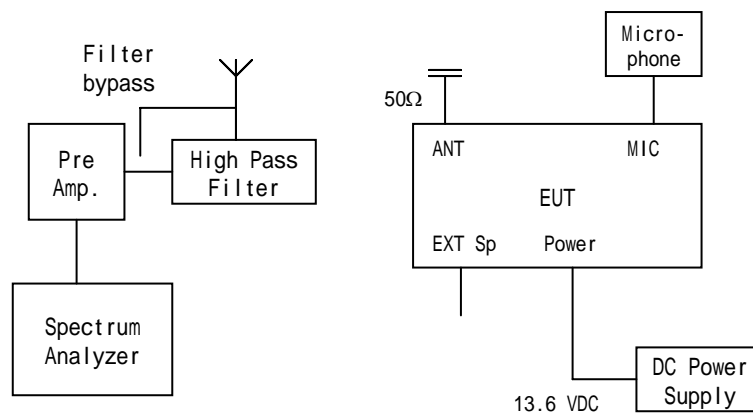 Filter
bypass
Pre
Amp.
High Pass
Filter
Spectrum
Analyzer
Micro-
phone
50Ω
ANT
MIC
EUT
EXT Sp
Power
13.6 VDC
DC Power
Supply